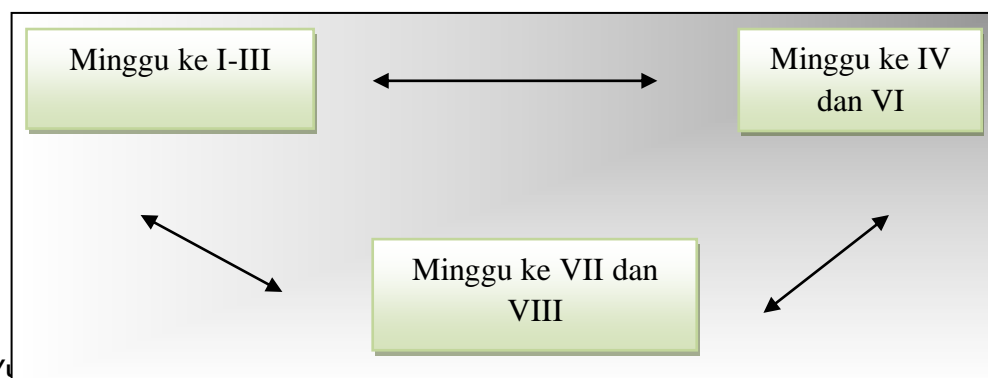 Minggu ke I-III
Minggu ke IV
dan VI
Minggu ke VII dan
VIII